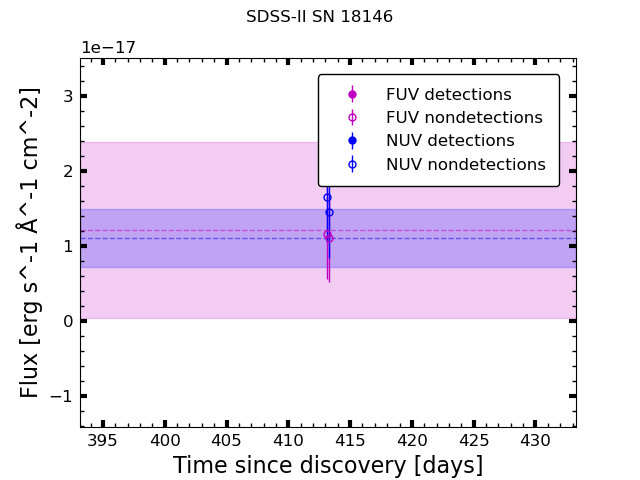 SDSS-II SN 18146
1e−17
FUV detections
FUV nondetections
NUV detections
NUV nondetections
3
2
1
0
−1
Flux [erg s^-1 Å^-1 cm^-2]
395 400 405 410 415 420 425 430
Time since discovery [days]